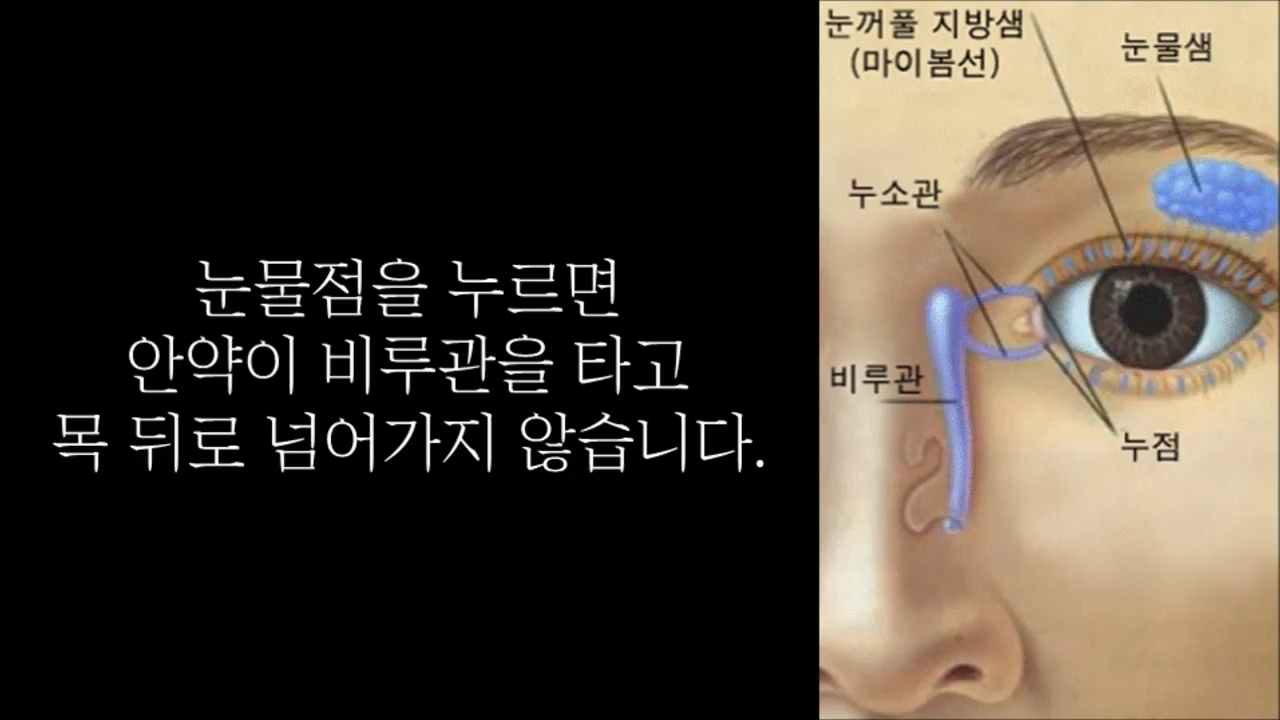 눈물점을 누르면
안약이 비루관을 타고
목 뒤로 넘어가지 않습니다.
눈꺼풀 지방샘
(마이봄선)
눈물샘
누소관
비루관
누점